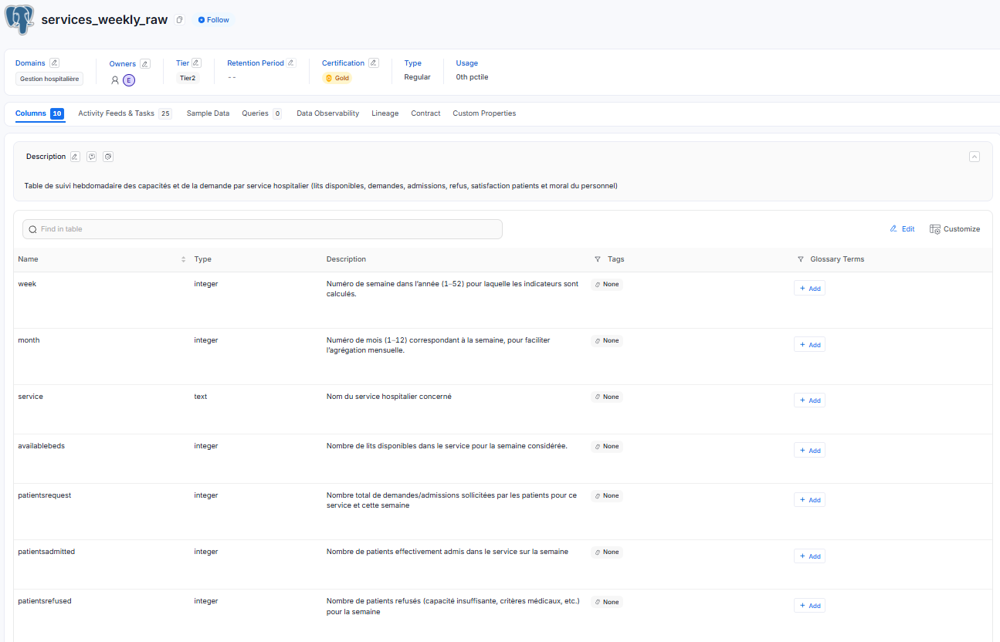 services_weekly_raw
Follow
Domains
Owners
Tier
Retention Period
Certification
Type
Usage
Gestion hospitalière
E
Tier2
--
Gold
Regular
0th pctile
Columns 10
Activity Feeds & Tasks 25
Sample Data
Queries 0
Data Observability
Lineage
Contract
Custom Properties
Description
Table de suivi hebdomadaire des capacités et de la demande par service hospitalier (lits disponibles, demandes, admissions, refus, satisfaction patients et moral du personnel)
Find in table
Edit
Customize
Name
Type
Description
Tags
Glossary Terms
week
integer
Numéro de semaine dans l’année (1–52) pour laquelle les indicateurs sont
calculés.
None
+ Add
month
integer
Numéro de mois (1–12) correspondant à la semaine, pour faciliter
l’agrégation mensuelle.
None
+ Add
service
text
Nom du service hospitalier concerné
None
+ Add
availablebeds
integer
Nombre de lits disponibles dans le service pour la semaine considérée.
None
+ Add
patientsrequest
integer
Nombre total de demandes/admissions sollicitées par les patients pour ce
service et cette semaine
None
+ Add
patientsadmitted
integer
Nombre de patients effectivement admis dans le service sur la semaine
None
+ Add
patientsrefused
integer
Nombre de patients refusés (capacité insuffisante, critères médicaux, etc.)
pour la semaine
None
+ Add